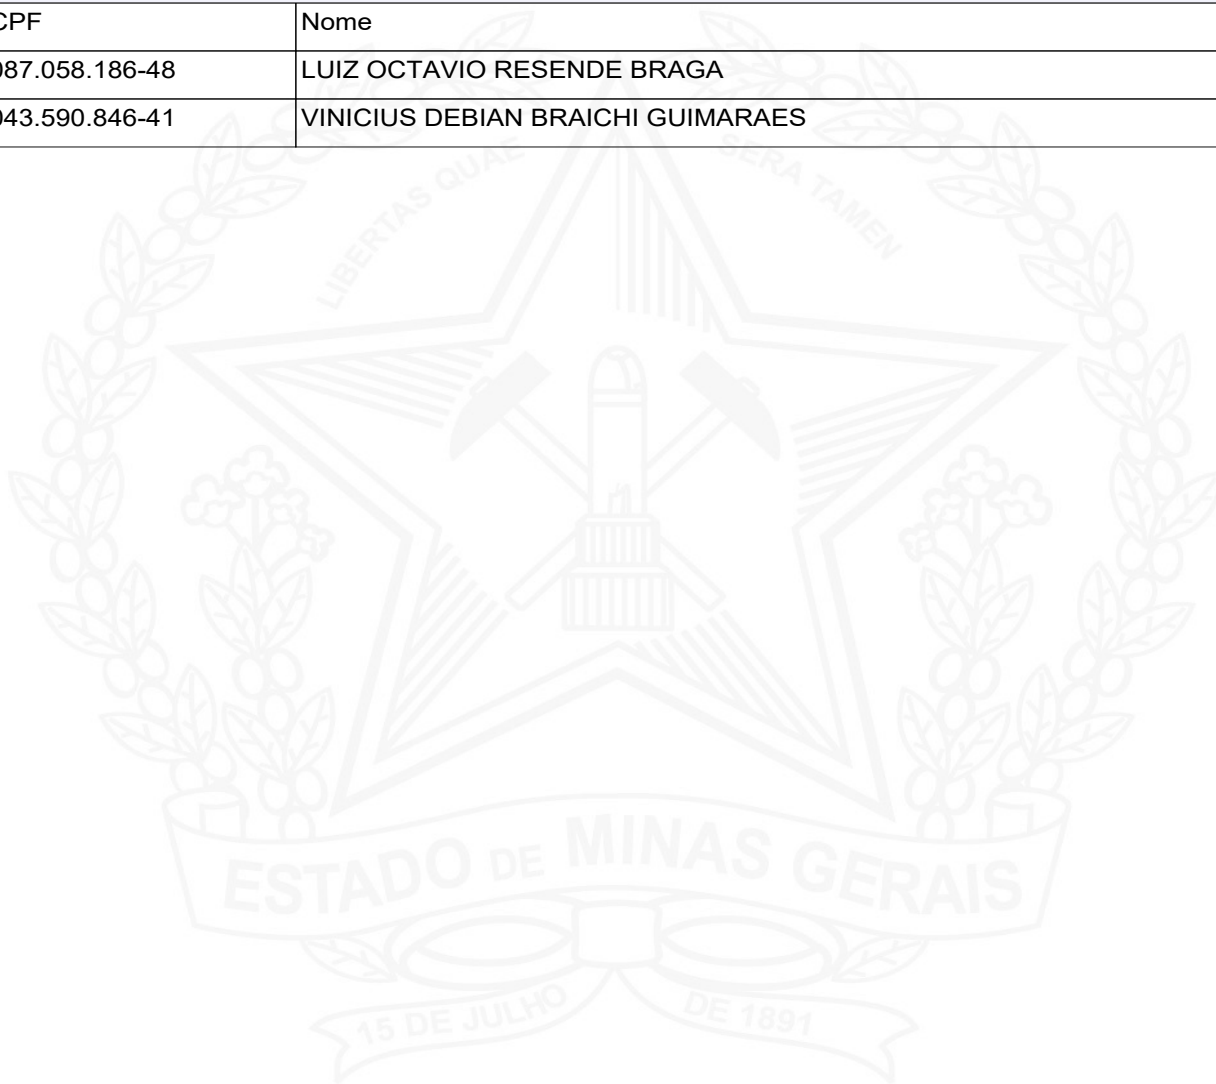 CPF Nome
087.058.186-48 LUIZ OCTAVIO RESENDE BRAGA
043.590.846-41 VINICIUS DEBIAN BRAICHI GUIMARAES
LIBERTAS QUAE SERA TAMEN
ESTADO DE MINAS GERAIS
15 DE JULHO DE 1891